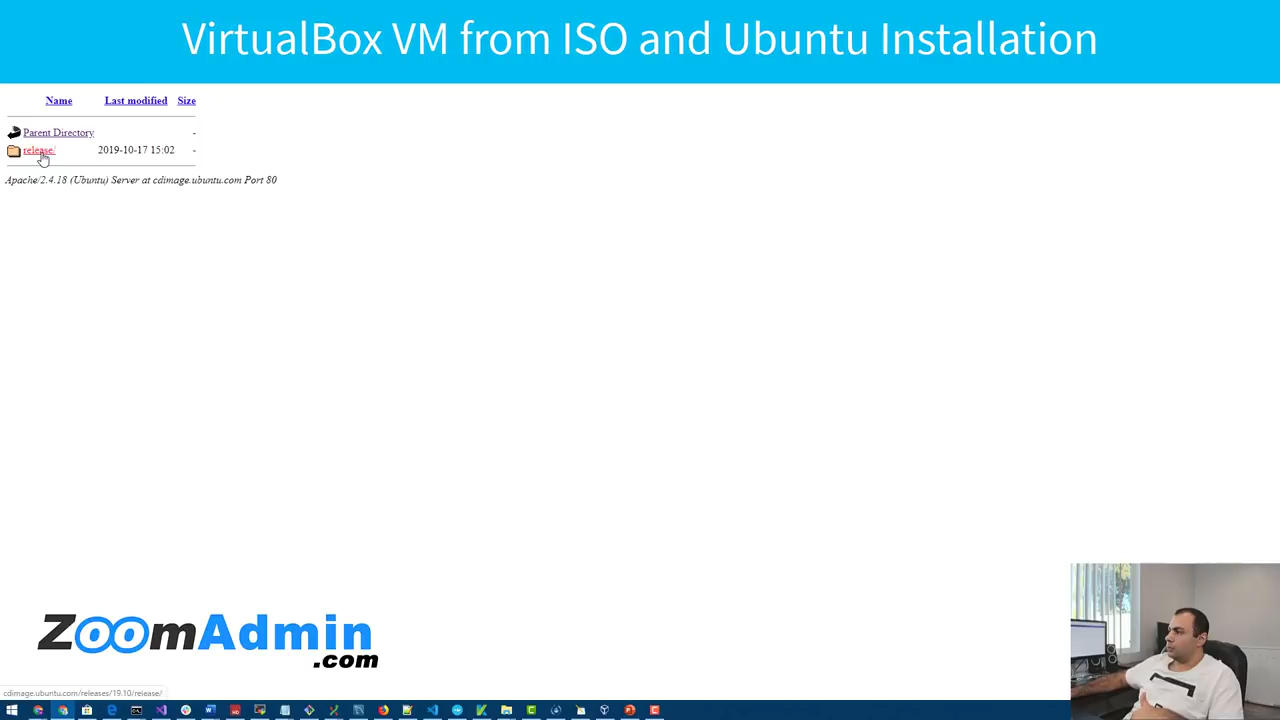 VirtualBox VM from ISO and Ubuntu Installation
Name Last modified Size
Parent Directory -
release/ 2019-10-17 15:02 -
Apache/2.4.18 (Ubuntu) Server at cdimage.ubuntu.com Port 80
ZoomAdmin
.com
cdimage.ubuntu.com/releases/19.10/release/